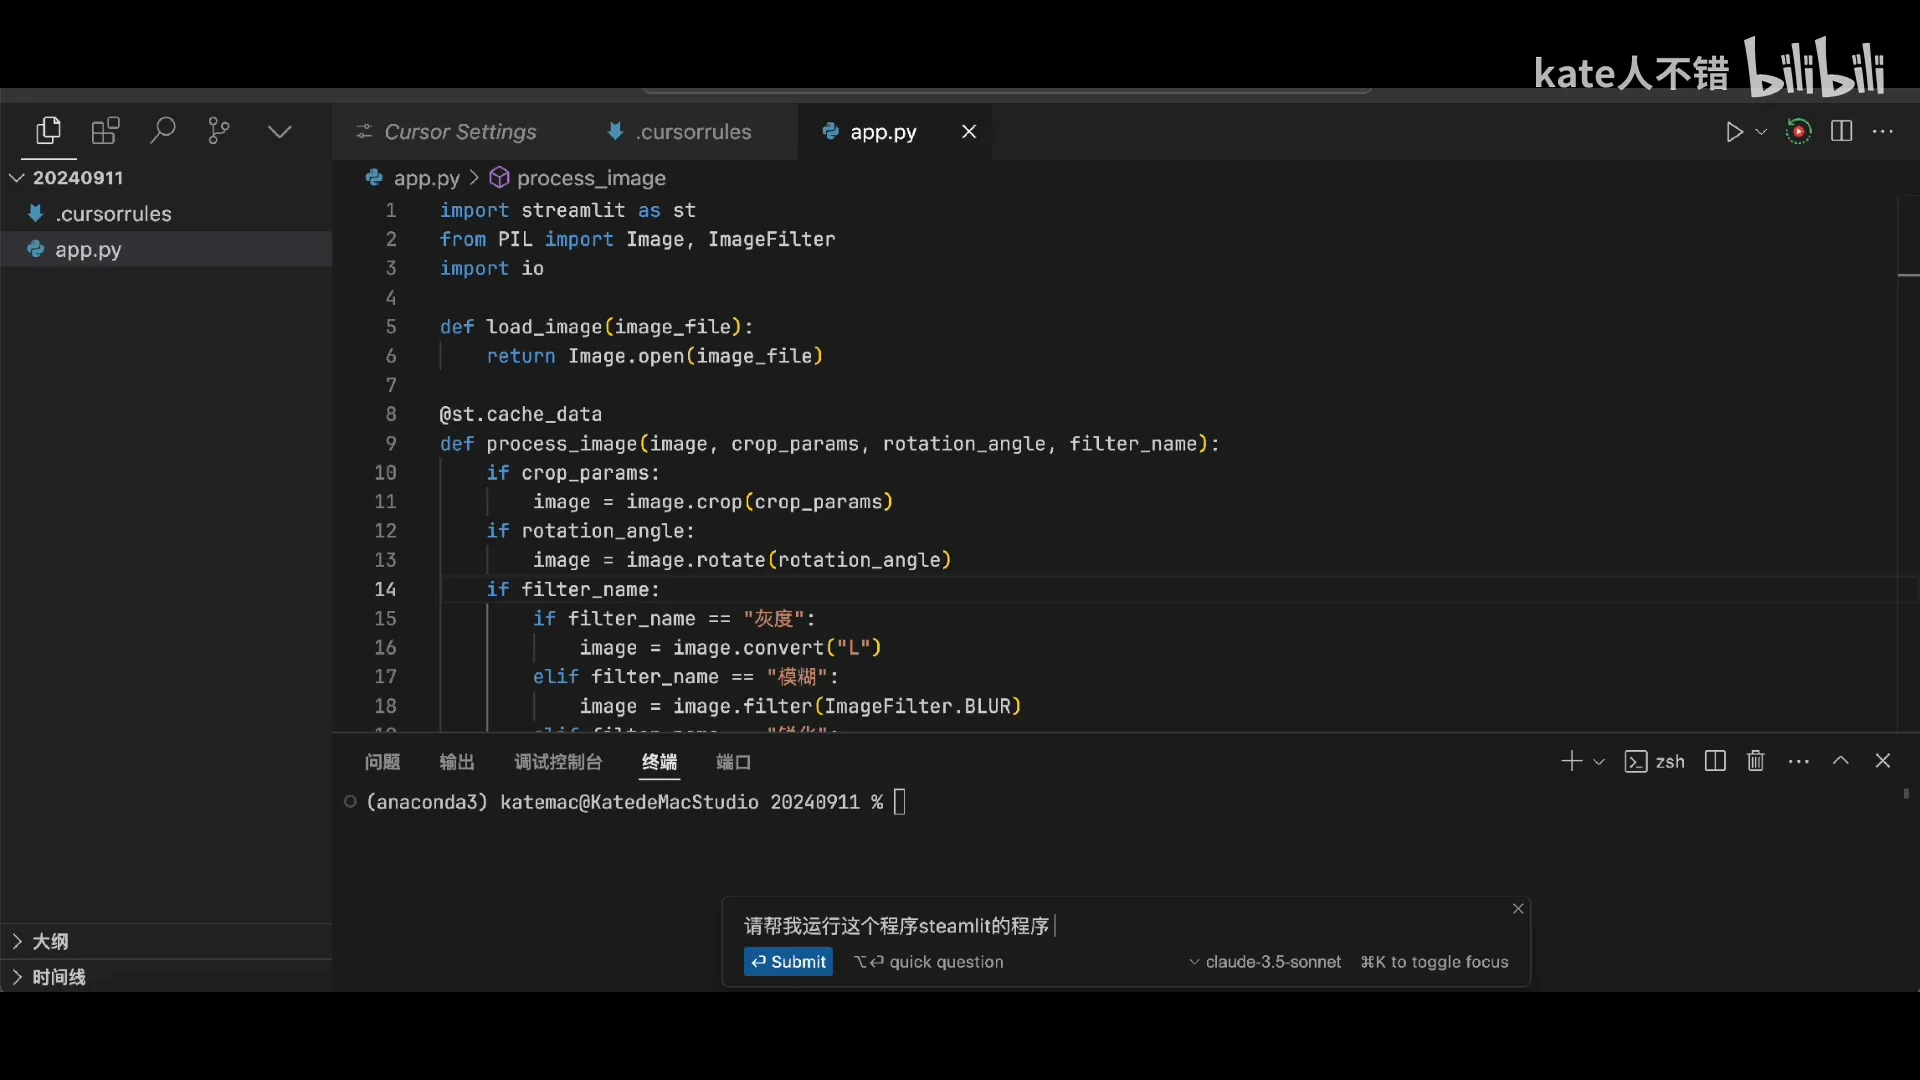 kate人不错 bilibili
Cursor Settings
.cursorrules
app.py
20240911
.cursorrules
app.py
app.py > process_image
1 import streamlit as st
2 from PIL import Image, ImageFilter
3 import io
4
5 def load_image(image_file):
6 return Image.open(image_file)
7
8 @st.cache_data
9 def process_image(image, crop_params, rotation_angle, filter_name):
10 if crop_params:
11 image = image.crop(crop_params)
12 if rotation_angle:
13 image = image.rotate(rotation_angle)
14 if filter_name:
15 if filter_name == "灰度":
16 image = image.convert("L")
17 elif filter_name == "模糊":
18 image = image.filter(ImageFilter.BLUR)
问题 输出 调试控制台 终端 端口
zsh
(anaconda3) katemac@KatedeMacStudio 20240911 %
请帮我运行这个程序steamlit的程序
Submit
quick question
claude-3.5-sonnet
⌘K to toggle focus
大纲
时间线